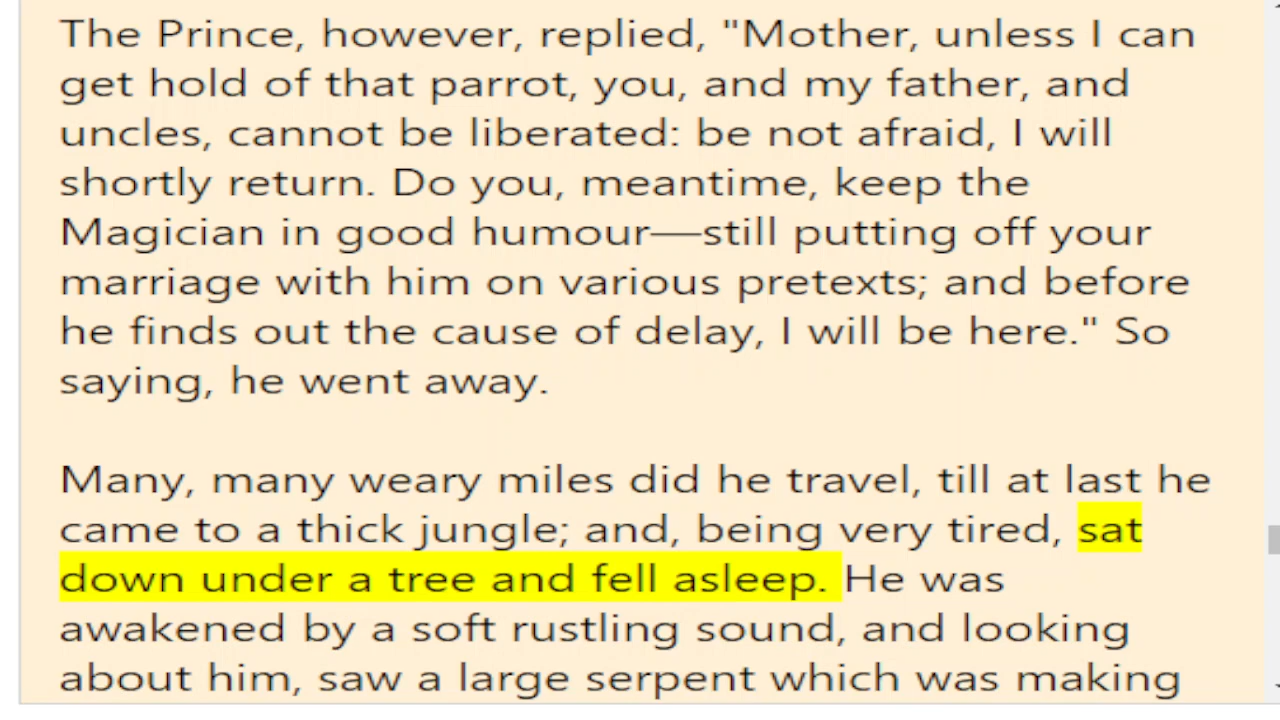 The Prince, however, replied, "Mother, unless I can
get hold of that parrot, you, and my father, and
uncles, cannot be liberated: be not afraid, I will
shortly return. Do you, meantime, keep the
Magician in good humour—still putting off your
marriage with him on various pretexts; and before
he finds out the cause of delay, I will be here." So
saying, he went away.
Many, many weary miles did he travel, till at last he
came to a thick jungle; and, being very tired, sat
down under a tree and fell asleep. He was
awakened by a soft rustling sound, and looking
about him, saw a large serpent which was making